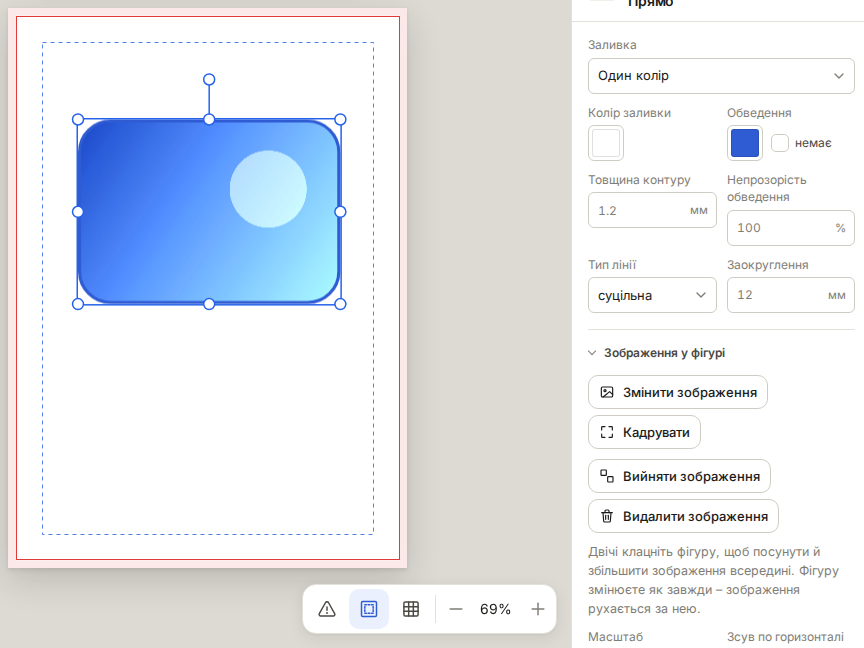 Прямо
Заливка
Один колір
Колір заливки
Обведення
немає
Товщина контуру
Непрозорість
обведення
1.2 мм
100 %
Тип лінії
Заокруглення
суцільна
12 мм
Зображення у фігурі
Змінити зображення
Кадрувати
Вийняти зображення
Видалити зображення
Двічі клацніть фігуру, щоб посунути й
збільшити зображення всередині. Фігуру
змінюєте як завжди – зображення
рухається за нею.
Масштаб
Зсув по горизонталі
69%